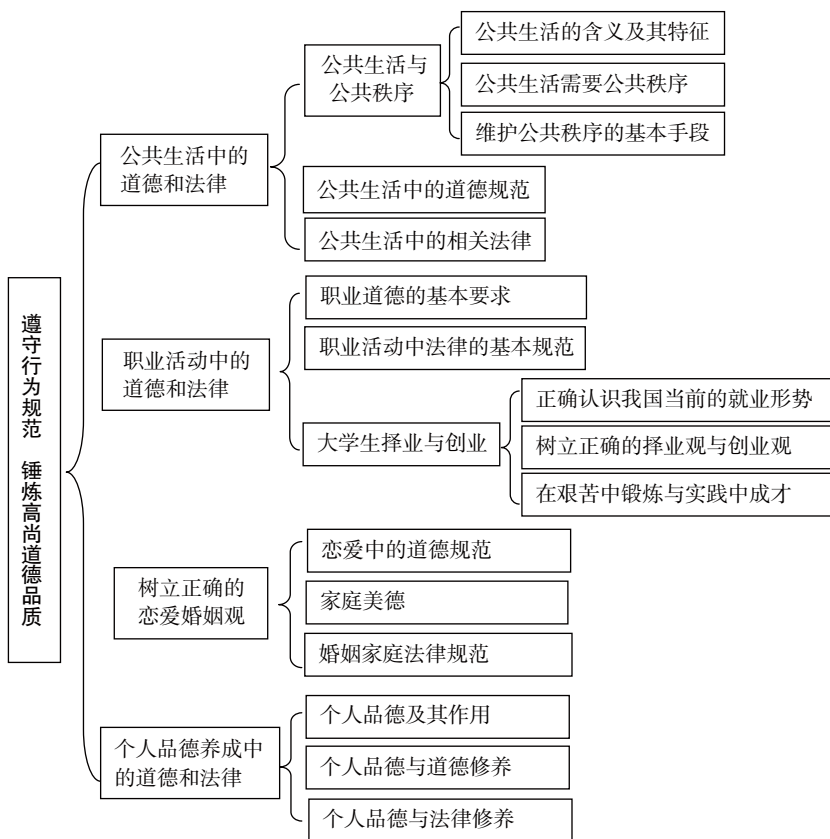 遵守行为规范 锤炼高尚道德品质
公共生活中的
道德和法律
公共生活与
公共秩序
公共生活的含义及其特征
公共生活需要公共秩序
维护公共秩序的基本手段
公共生活中的道德规范
公共生活中的相关法律
职业活动中的
道德和法律
职业道德的基本要求
职业活动中法律的基本规范
大学生择业与创业
正确认识我国当前的就业形势
树立正确的择业观与创业观
在艰苦中锻炼与实践中成才
树立正确的
恋爱婚姻观
恋爱中的道德规范
家庭美德
婚姻家庭法律规范
个人品德养成中
的道德和法律
个人品德及其作用
个人品德与道德修养
个人品德与法律修养